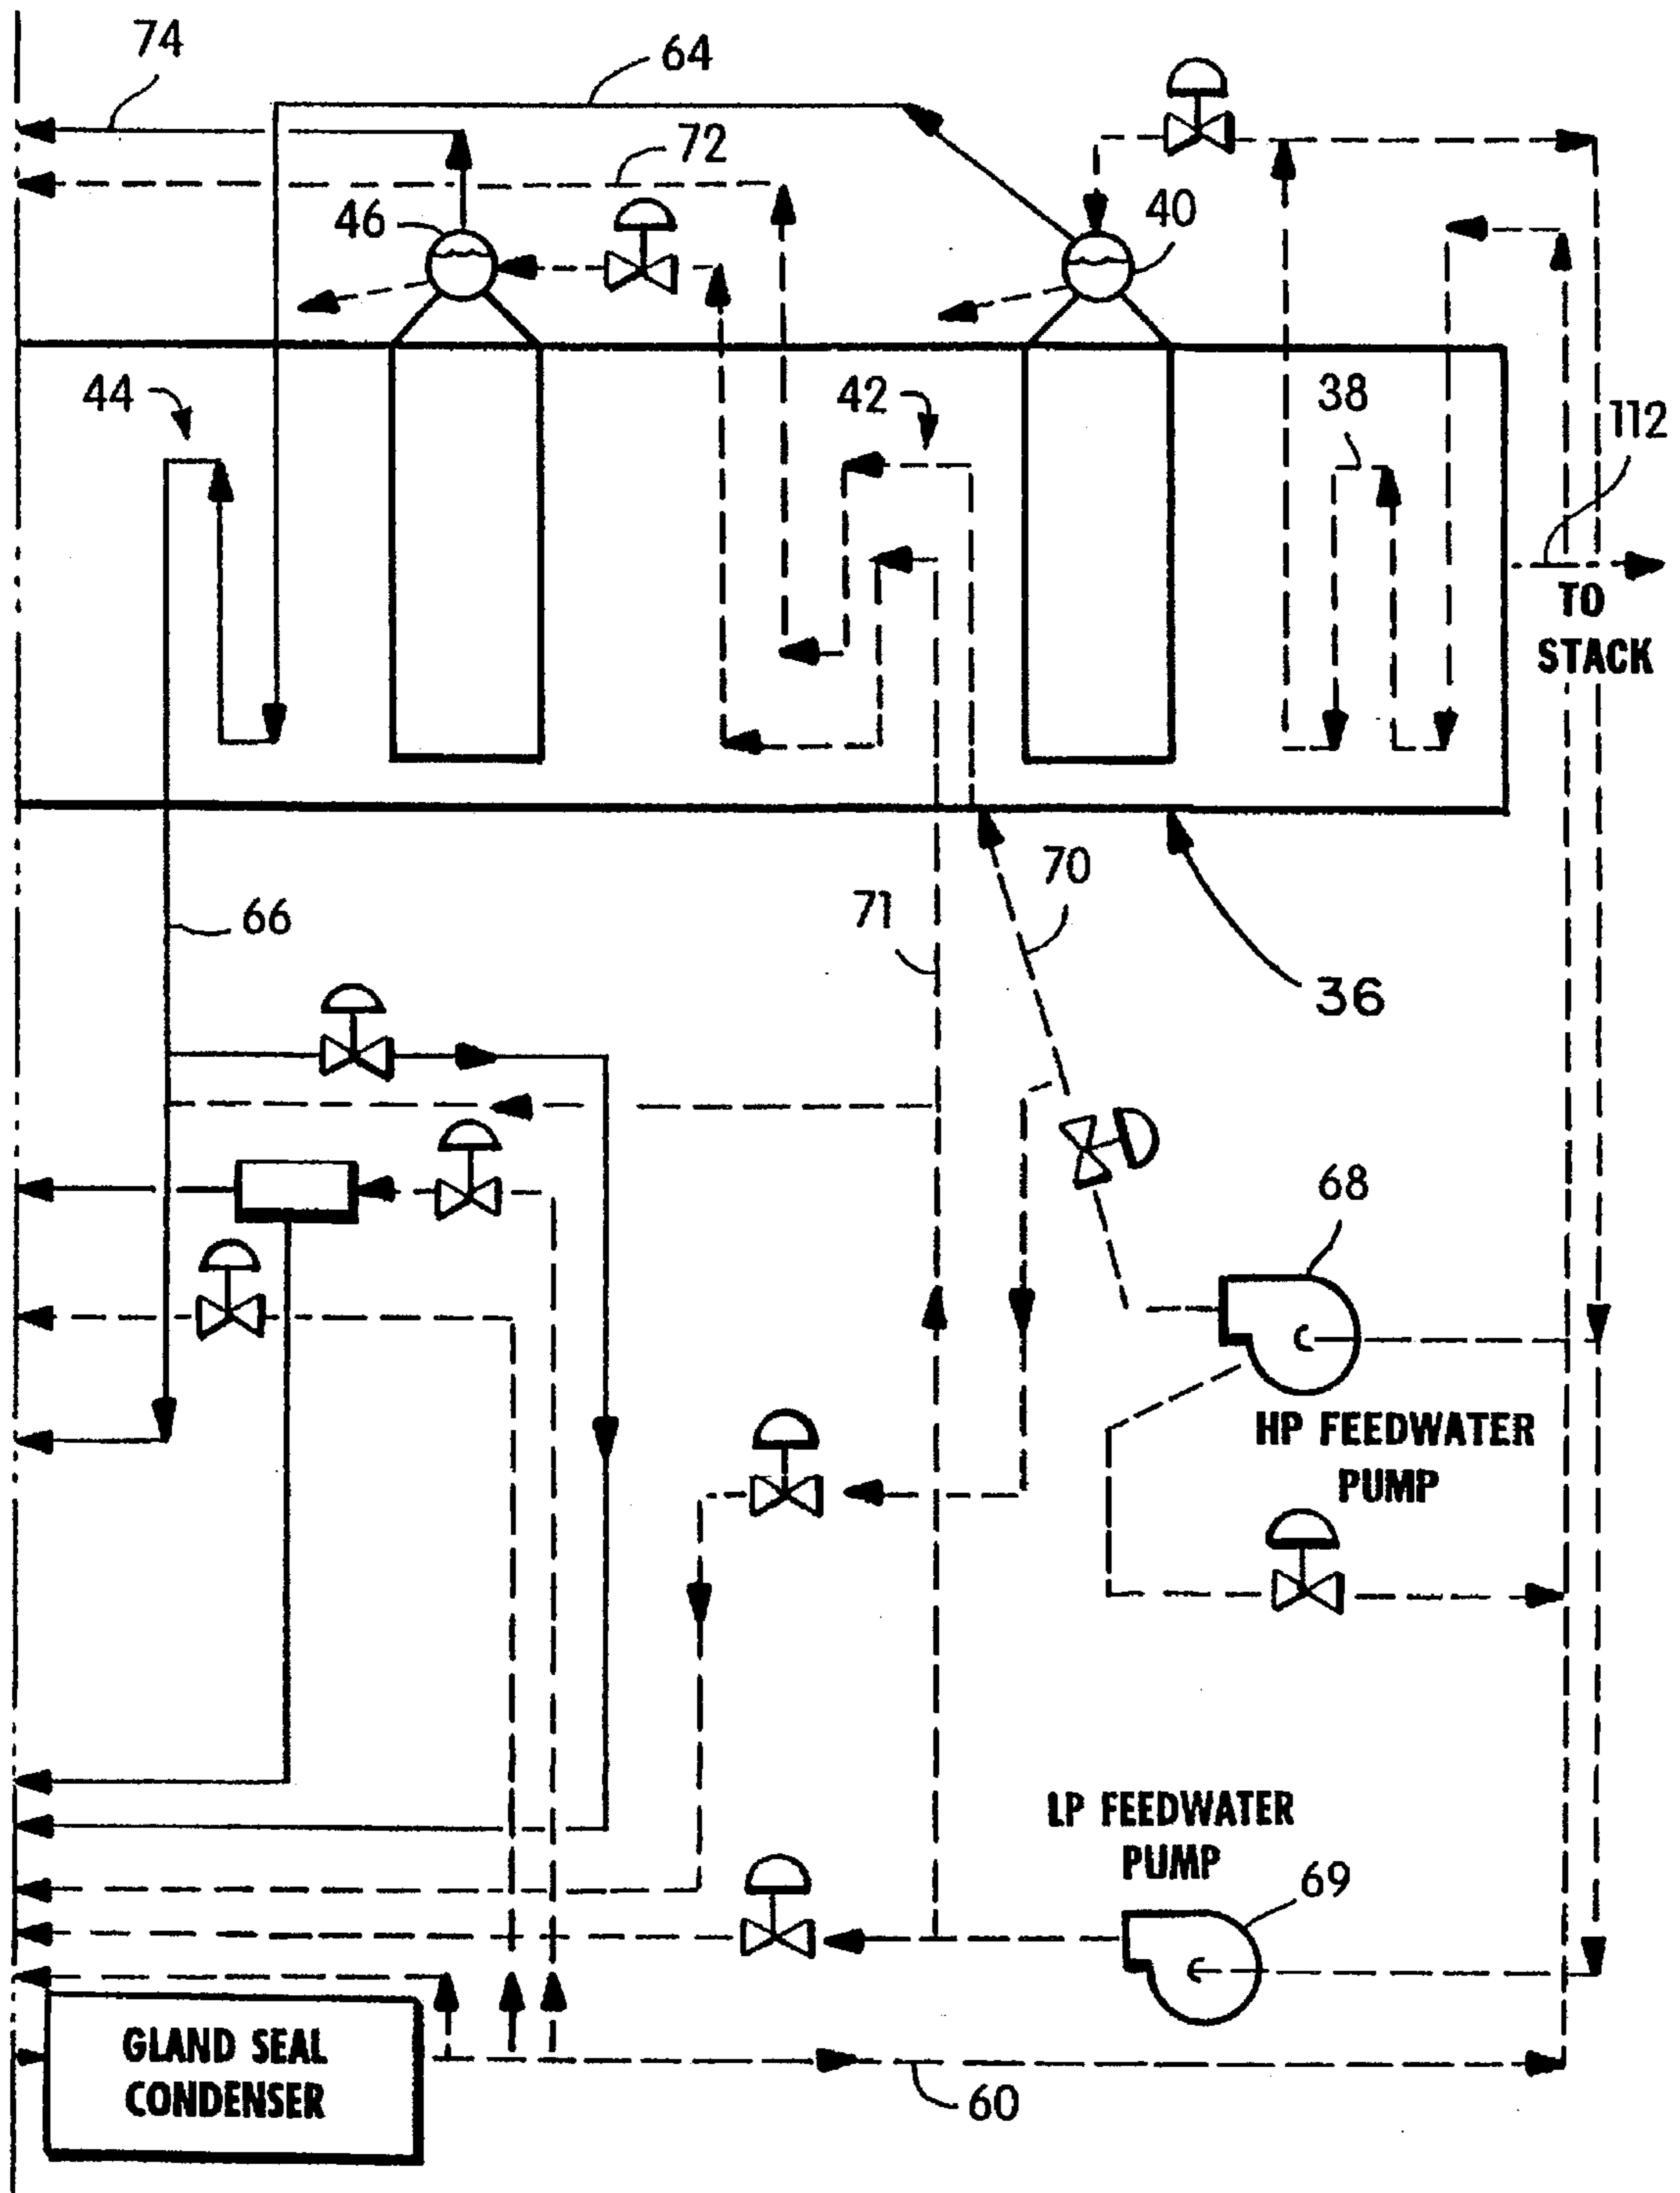 74
64
72
46
40
44
42
38
112
TO
STACK
70
71
66
36
68
HP FEEDWATER
PUMP
LP FEEDWATER
PUMP
69
GLAND SEAL
CONDENSER
60